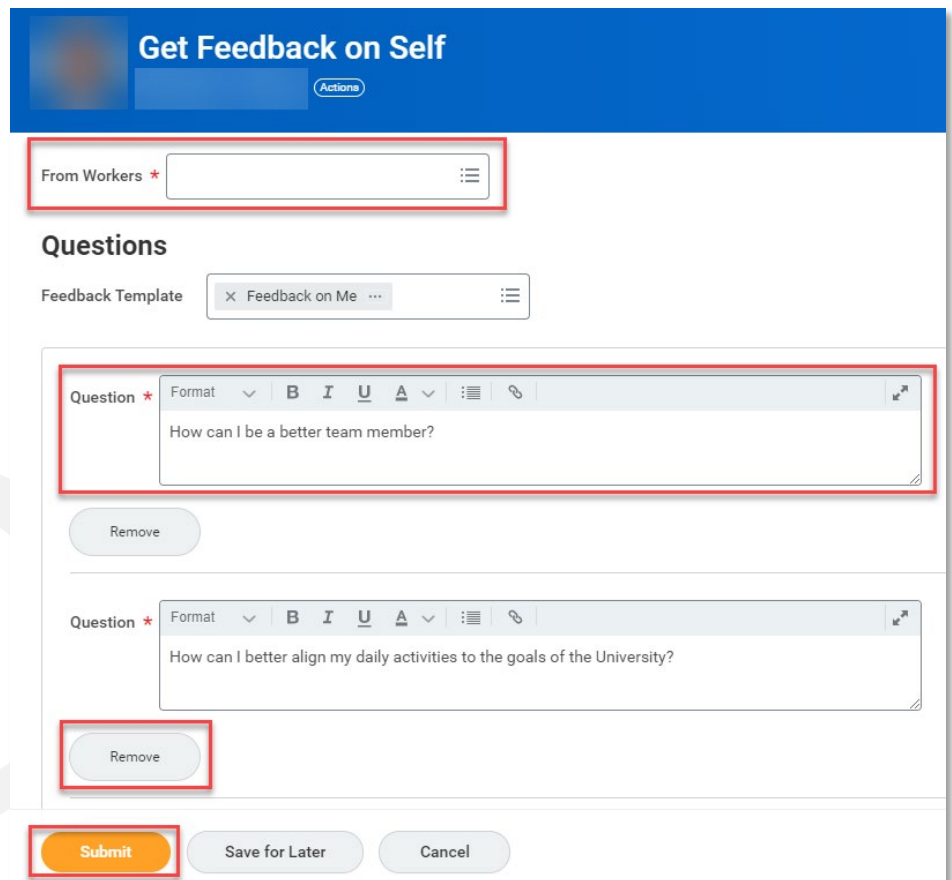 Get Feedback on Self
Actions
From Workers *
Questions
Feedback Template × Feedback on Me ...
Question * Format B I U A
How can I be a better team member?
Remove
Question * Format B I U A
How can I better align my daily activities to the goals of the University?
Remove
Submit Save for Later Cancel